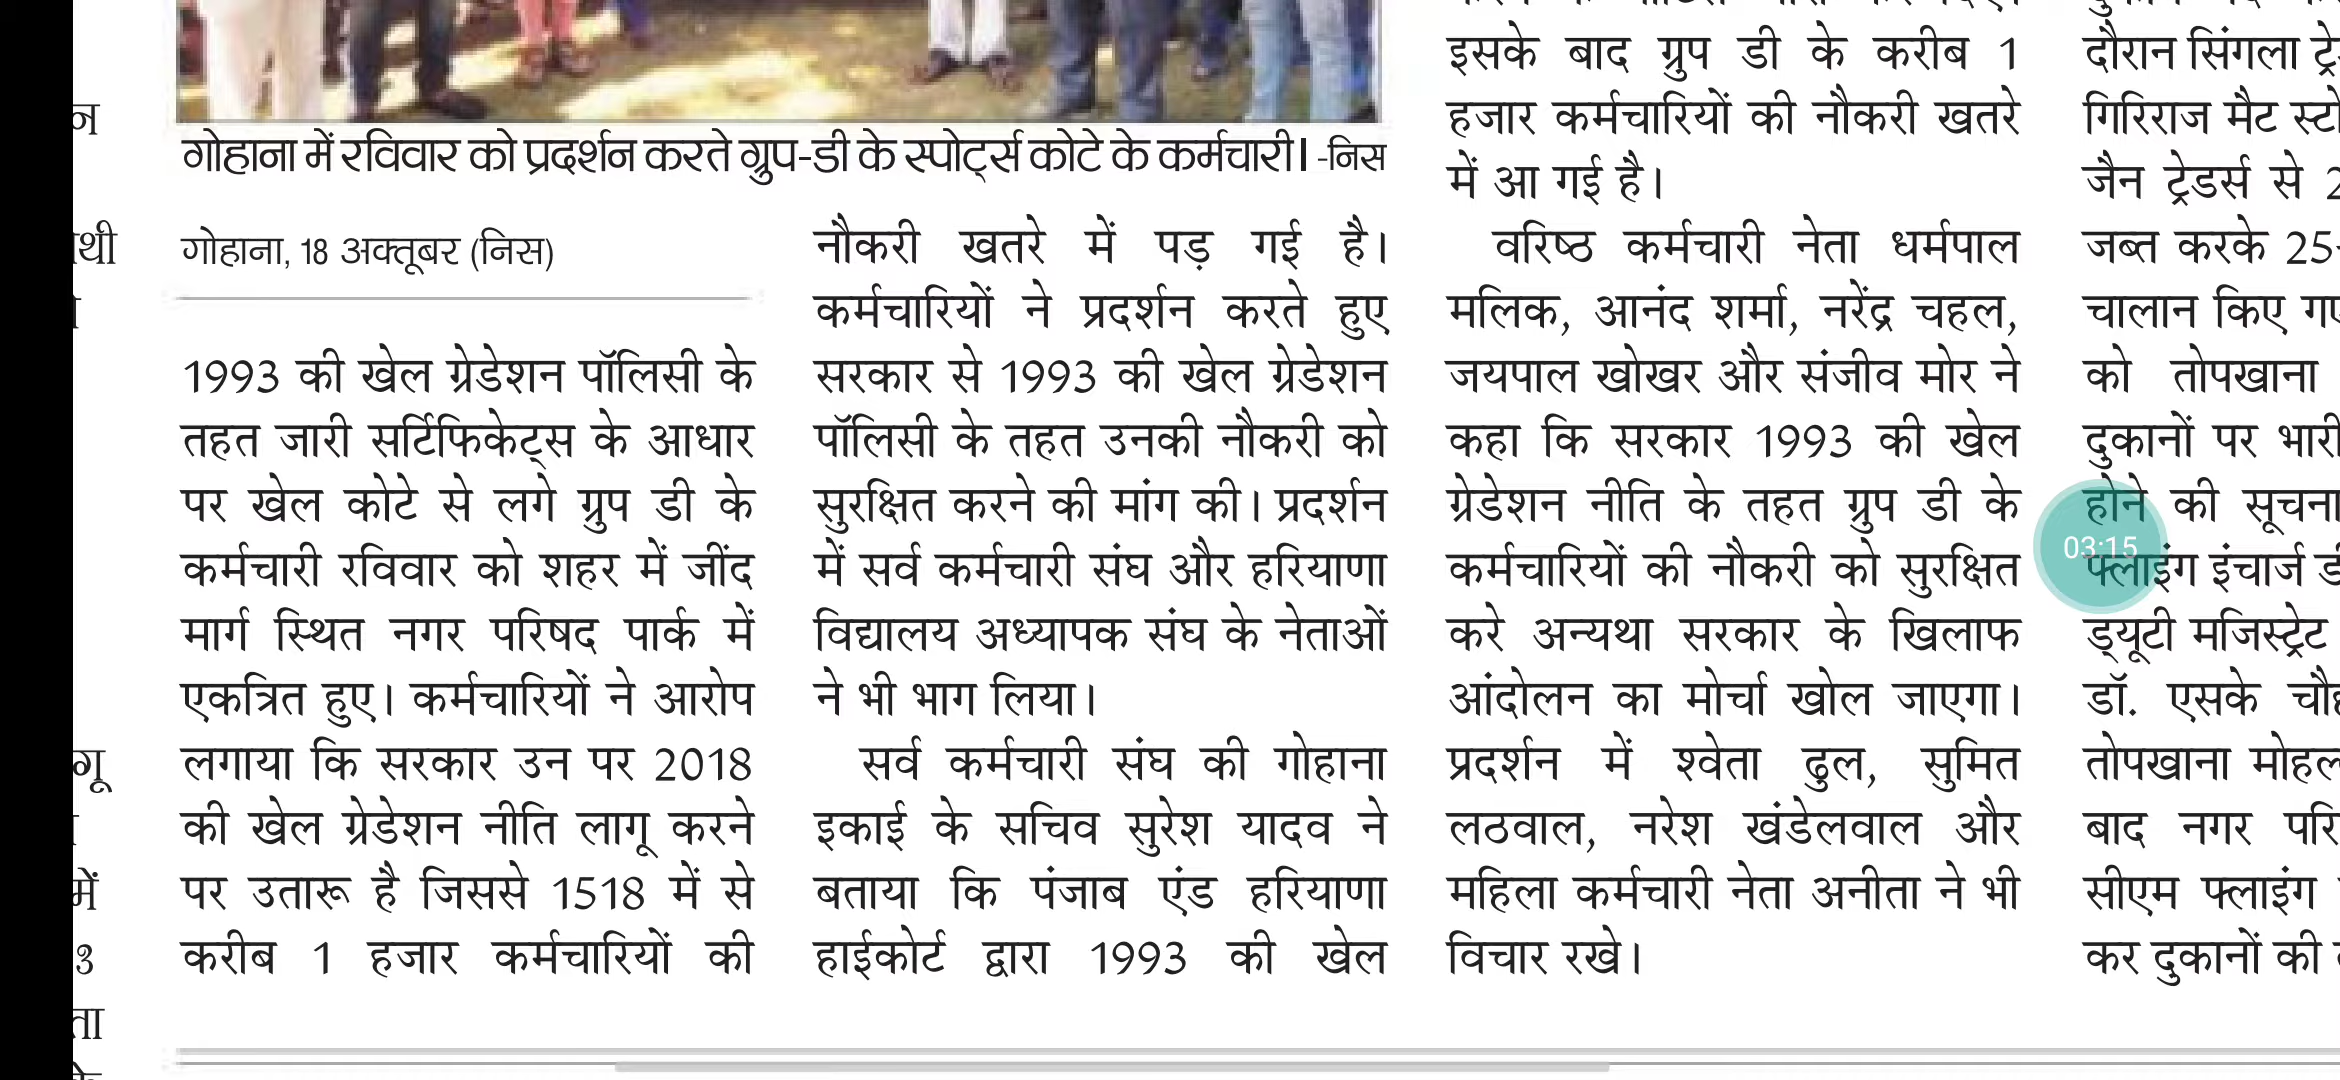 गोहाना में रविवार को प्रदर्शन करते ग्रुप-डी के स्पोर्ट्स कोटे के कर्मचारी। -निस
गोहाना, 18 अक्तूबर (निस)
1993 की खेल ग्रेडेशन पॉलिसी के
तहत जारी सर्टिफिकेट्स के आधार
पर खेल कोटे से लगे ग्रुप डी के
कर्मचारी रविवार को शहर में जींद
मार्ग स्थित नगर परिषद पार्क में
एकत्रित हुए। कर्मचारियों ने आरोप
लगाया कि सरकार उन पर 2018
की खेल ग्रेडेशन नीति लागू करने
पर उतारू है जिससे 1518 में से
करीब 1 हजार कर्मचारियों की
नौकरी खतरे में पड़ गई है।
कर्मचारियों ने प्रदर्शन करते हुए
सरकार से 1993 की खेल ग्रेडेशन
पॉलिसी के तहत उनकी नौकरी को
सुरक्षित करने की मांग की। प्रदर्शन
में सर्व कर्मचारी संघ और हरियाणा
विद्यालय अध्यापक संघ के नेताओं
ने भी भाग लिया।
सर्व कर्मचारी संघ की गोहाना
इकाई के सचिव सुरेश यादव ने
बताया कि पंजाब एंड हरियाणा
हाईकोर्ट द्वारा 1993 की खेल
इसके बाद ग्रुप डी के करीब 1
हजार कर्मचारियों की नौकरी खतरे
में आ गई है।
वरिष्ठ कर्मचारी नेता धर्मपाल
मलिक, आनंद शर्मा, नरेंद्र चहल,
जयपाल खोखर और संजीव मोर ने
कहा कि सरकार 1993 की खेल
ग्रेडेशन नीति के तहत ग्रुप डी के
कर्मचारियों की नौकरी को सुरक्षित
करे अन्यथा सरकार के खिलाफ
आंदोलन का मोर्चा खोल जाएगा।
प्रदर्शन में श्वेता ढुल, सुमित
लठवाल, नरेश खंडेलवाल और
महिला कर्मचारी नेता अनीता ने भी
विचार रखे।
दौरान सिंगला
गिरिराज मैट
जैन ट्रेडर्स से
जब्त करके 25
चालान किए
को तोपखाना
दुकानों पर भारी
होने की सूचना
03:15
फ्लाइंग इंचार्ज
ड्यूटी मजिस्ट्रेट
डॉ. एसके
तोपखाना
बाद नगर
सीएम फ्लाइंग
कर दुकानों की